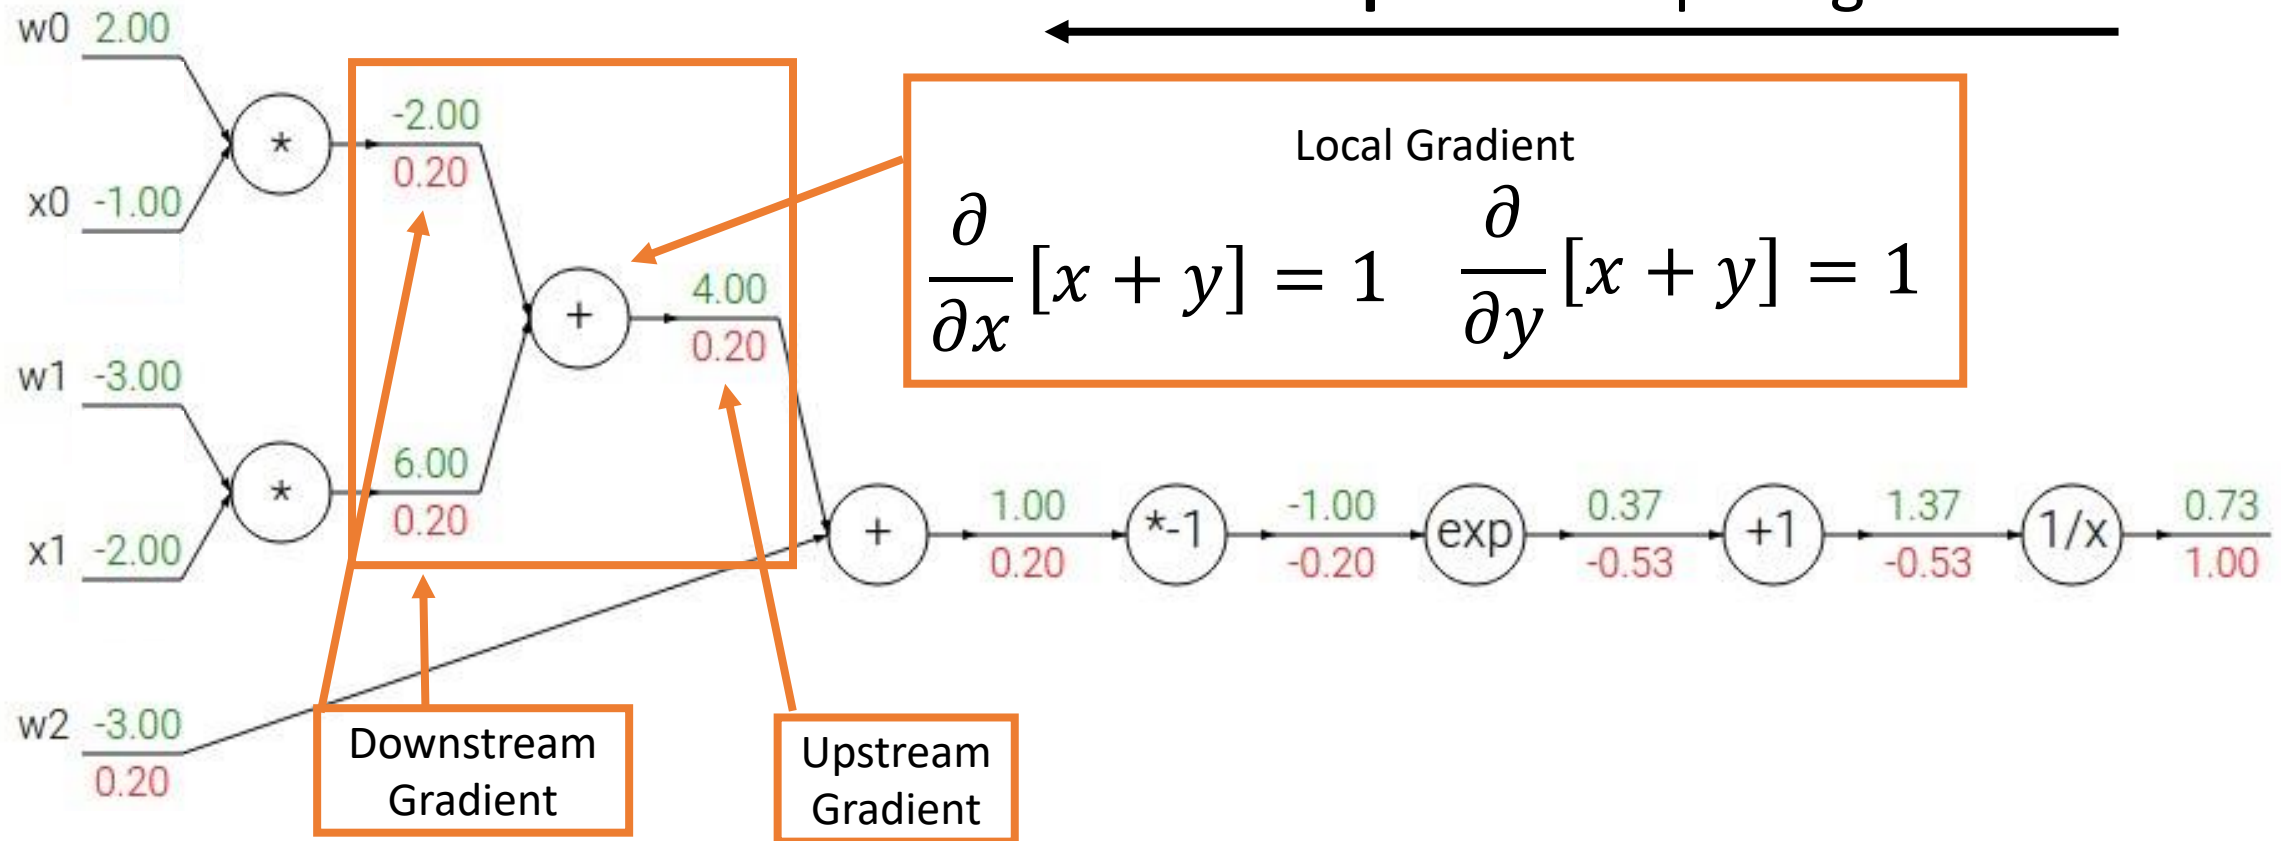 w0 2.00
x0 -1.00
*
-2.00
0.20
w1 -3.00
x1 -2.00
*
6.00
0.20
+
4.00
0.20
Local Gradient
∂/∂x [x + y] = 1 ∂/∂y [x + y] = 1
w2 -3.00
0.20
+
1.00
0.20
*-1
-1.00
-0.20
exp
0.37
-0.53
+1
1.37
-0.53
1/x
0.73
1.00
Downstream
Gradient
Upstream
Gradient